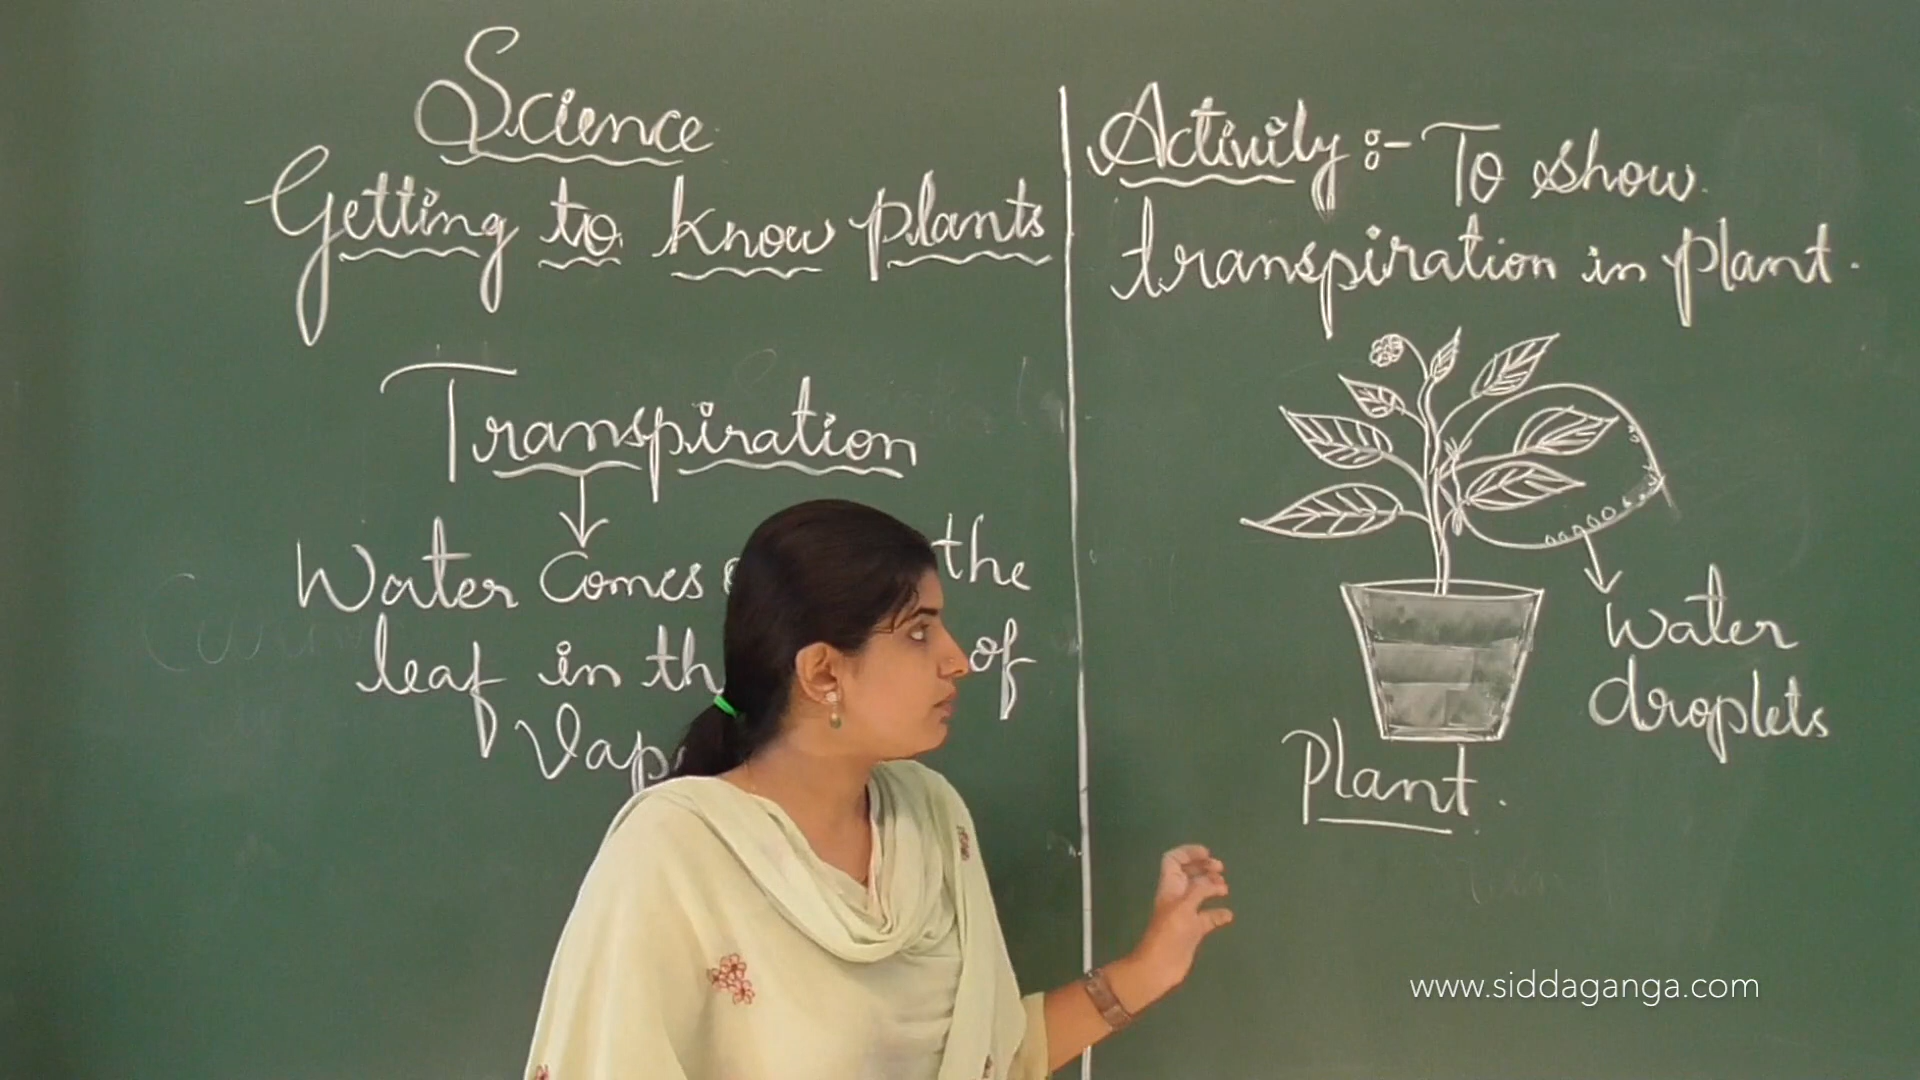 Science
Getting to know plants
Transpiration
Water Comes the
leaf in of
Activity :- To show
transpiration in plant.
Water
droplets
Plant.
www.siddaganga.com